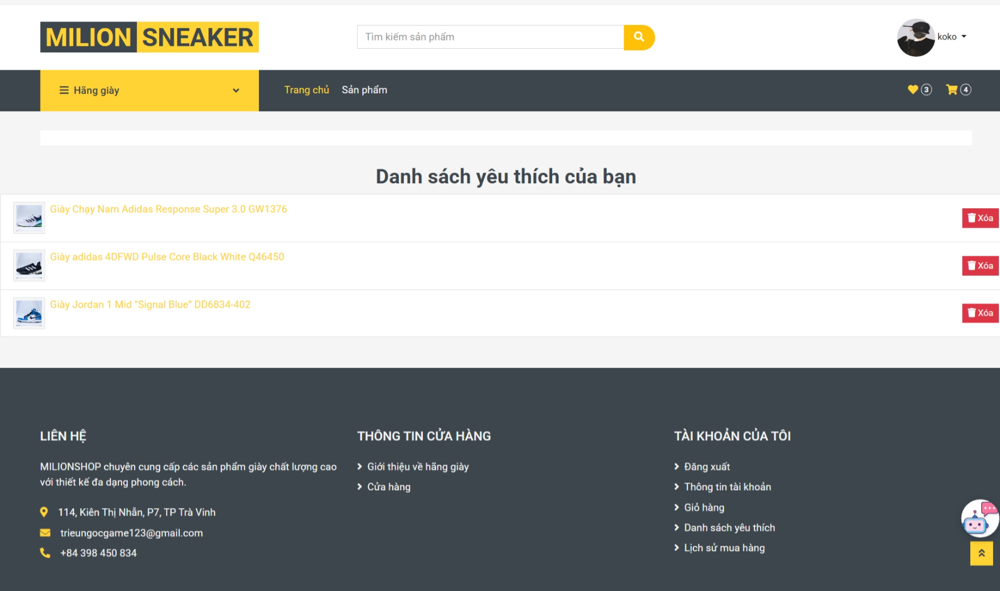 MILION SNEAKER
Tìm kiếm sản phẩm
koko
Hãng giày
Trang chủ
Sản phẩm
3
4
Danh sách yêu thích của bạn
Giày Chạy Nam Adidas Response Super 3.0 GW1376
Xóa
Giày adidas 4DFWD Pulse Core Black White Q46450
Xóa
Giày Jordan 1 Mid “Signal Blue” DD6834-402
Xóa
LIÊN HỆ
MILIONSHOP chuyên cung cấp các sản phẩm giày chất lượng cao
với thiết kế đa dạng phong cách.
114, Kiên Thị Nhẫn, P7, TP Trà Vinh
trieungocgame123@gmail.com
+84 398 450 834
THÔNG TIN CỬA HÀNG
Giới thiệu về hãng giày
Cửa hàng
TÀI KHOẢN CỦA TÔI
Đăng xuất
Thông tin tài khoản
Giỏ hàng
Danh sách yêu thích
Lịch sử mua hàng